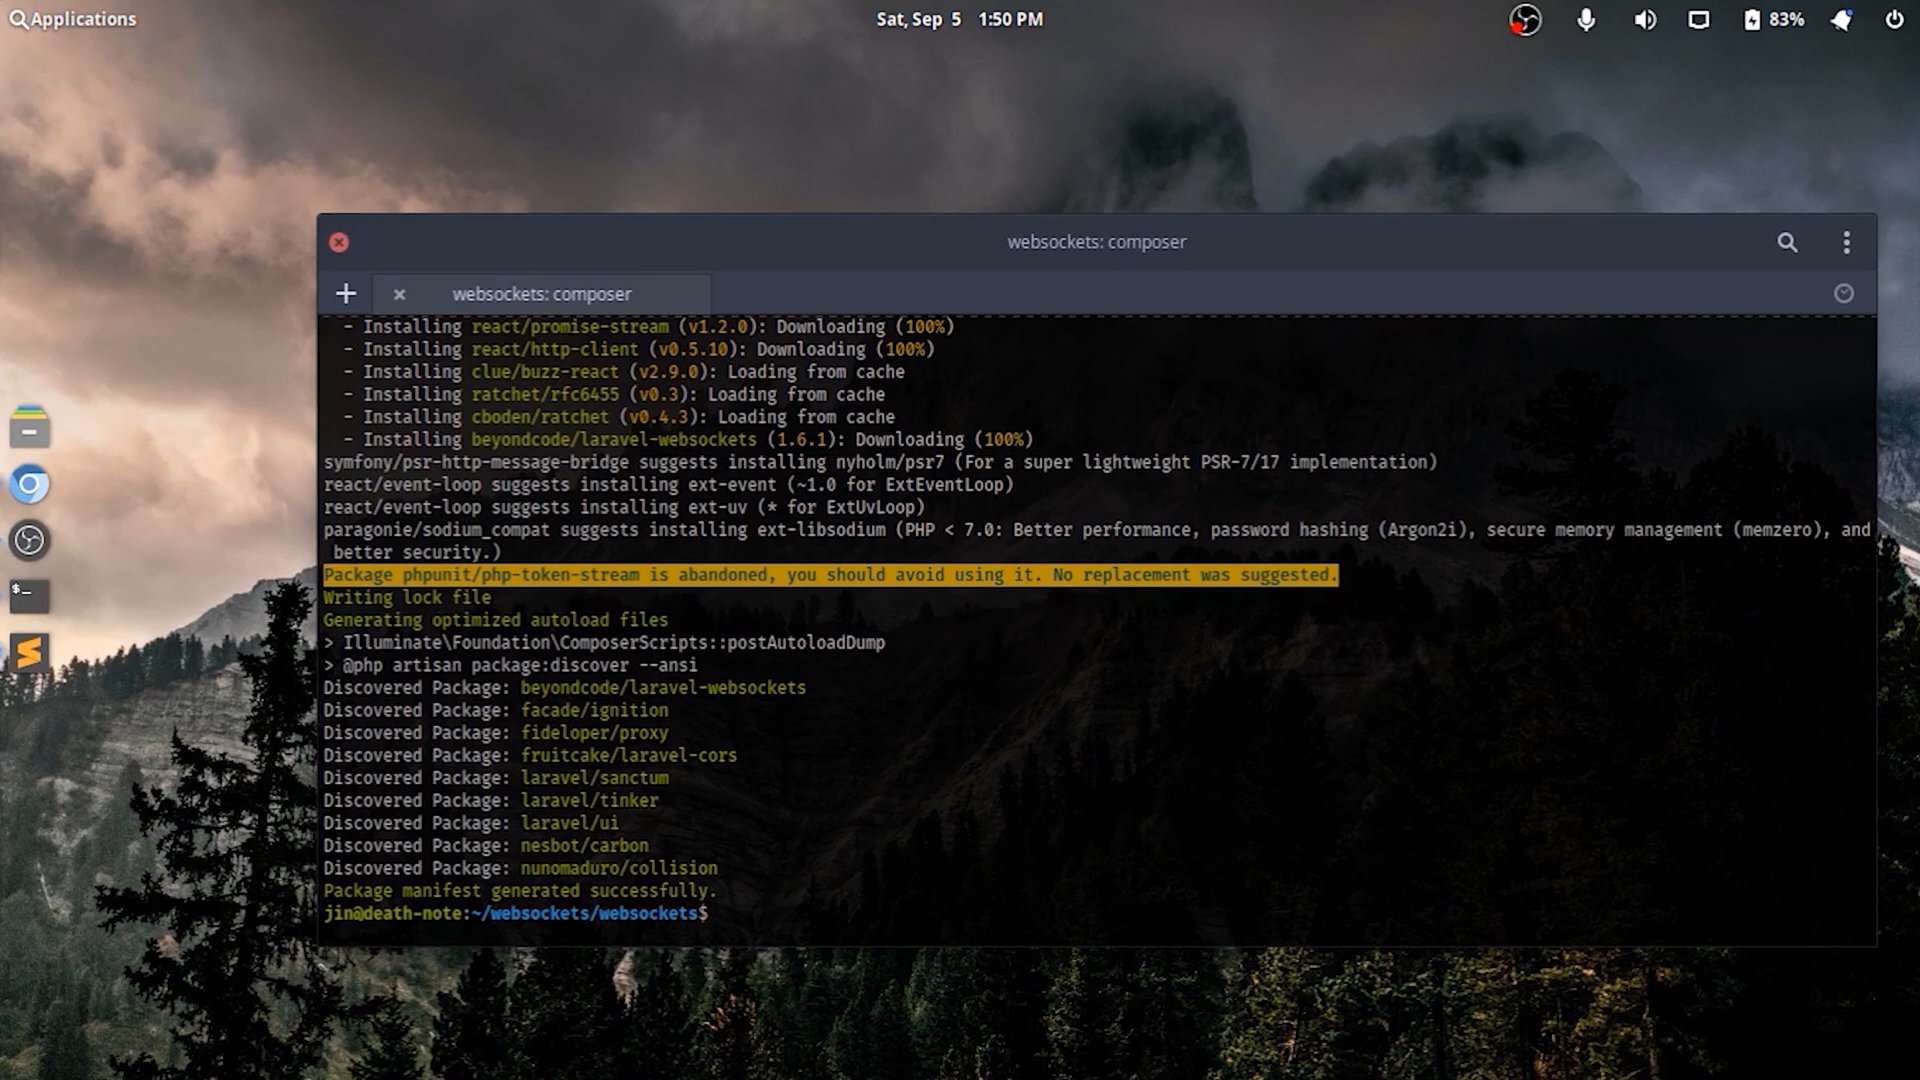 Applications
Sat, Sep 5 1:50 PM
83%
websockets: composer
websockets: composer
- Installing react/promise-stream (v1.2.0): Downloading (100%)
- Installing react/http-client (v0.5.10): Downloading (100%)
- Installing clue/buzz-react (v2.9.0): Loading from cache
- Installing ratchet/rfc6455 (v0.3): Loading from cache
- Installing cboden/ratchet (v0.4.3): Loading from cache
- Installing beyondcode/laravel-websockets (1.6.1): Downloading (100%)
symfony/psr-http-message-bridge suggests installing nyholm/psr7 (For a super lightweight PSR-7/17 implementation)
react/event-loop suggests installing ext-event (~1.0 for ExtEventLoop)
react/event-loop suggests installing ext-uv (* for ExtUvLoop)
paragonie/sodium_compat suggests installing ext-libsodium (PHP < 7.0: Better performance, password hashing (Argon2i), secure memory management (memzero), and
better security.)
Package phpunit/php-token-stream is abandoned, you should avoid using it. No replacement was suggested.
Writing lock file
Generating optimized autoload files
> Illuminate\Foundation\ComposerScripts::postAutoloadDump
> @php artisan package:discover --ansi
Discovered Package: beyondcode/laravel-websockets
Discovered Package: facade/ignition
Discovered Package: fideloper/proxy
Discovered Package: fruitcake/laravel-cors
Discovered Package: laravel/sanctum
Discovered Package: laravel/tinker
Discovered Package: laravel/ui
Discovered Package: nesbot/carbon
Discovered Package: nunomaduro/collision
Package manifest generated successfully.
jin@death-note:~/websockets/websockets$